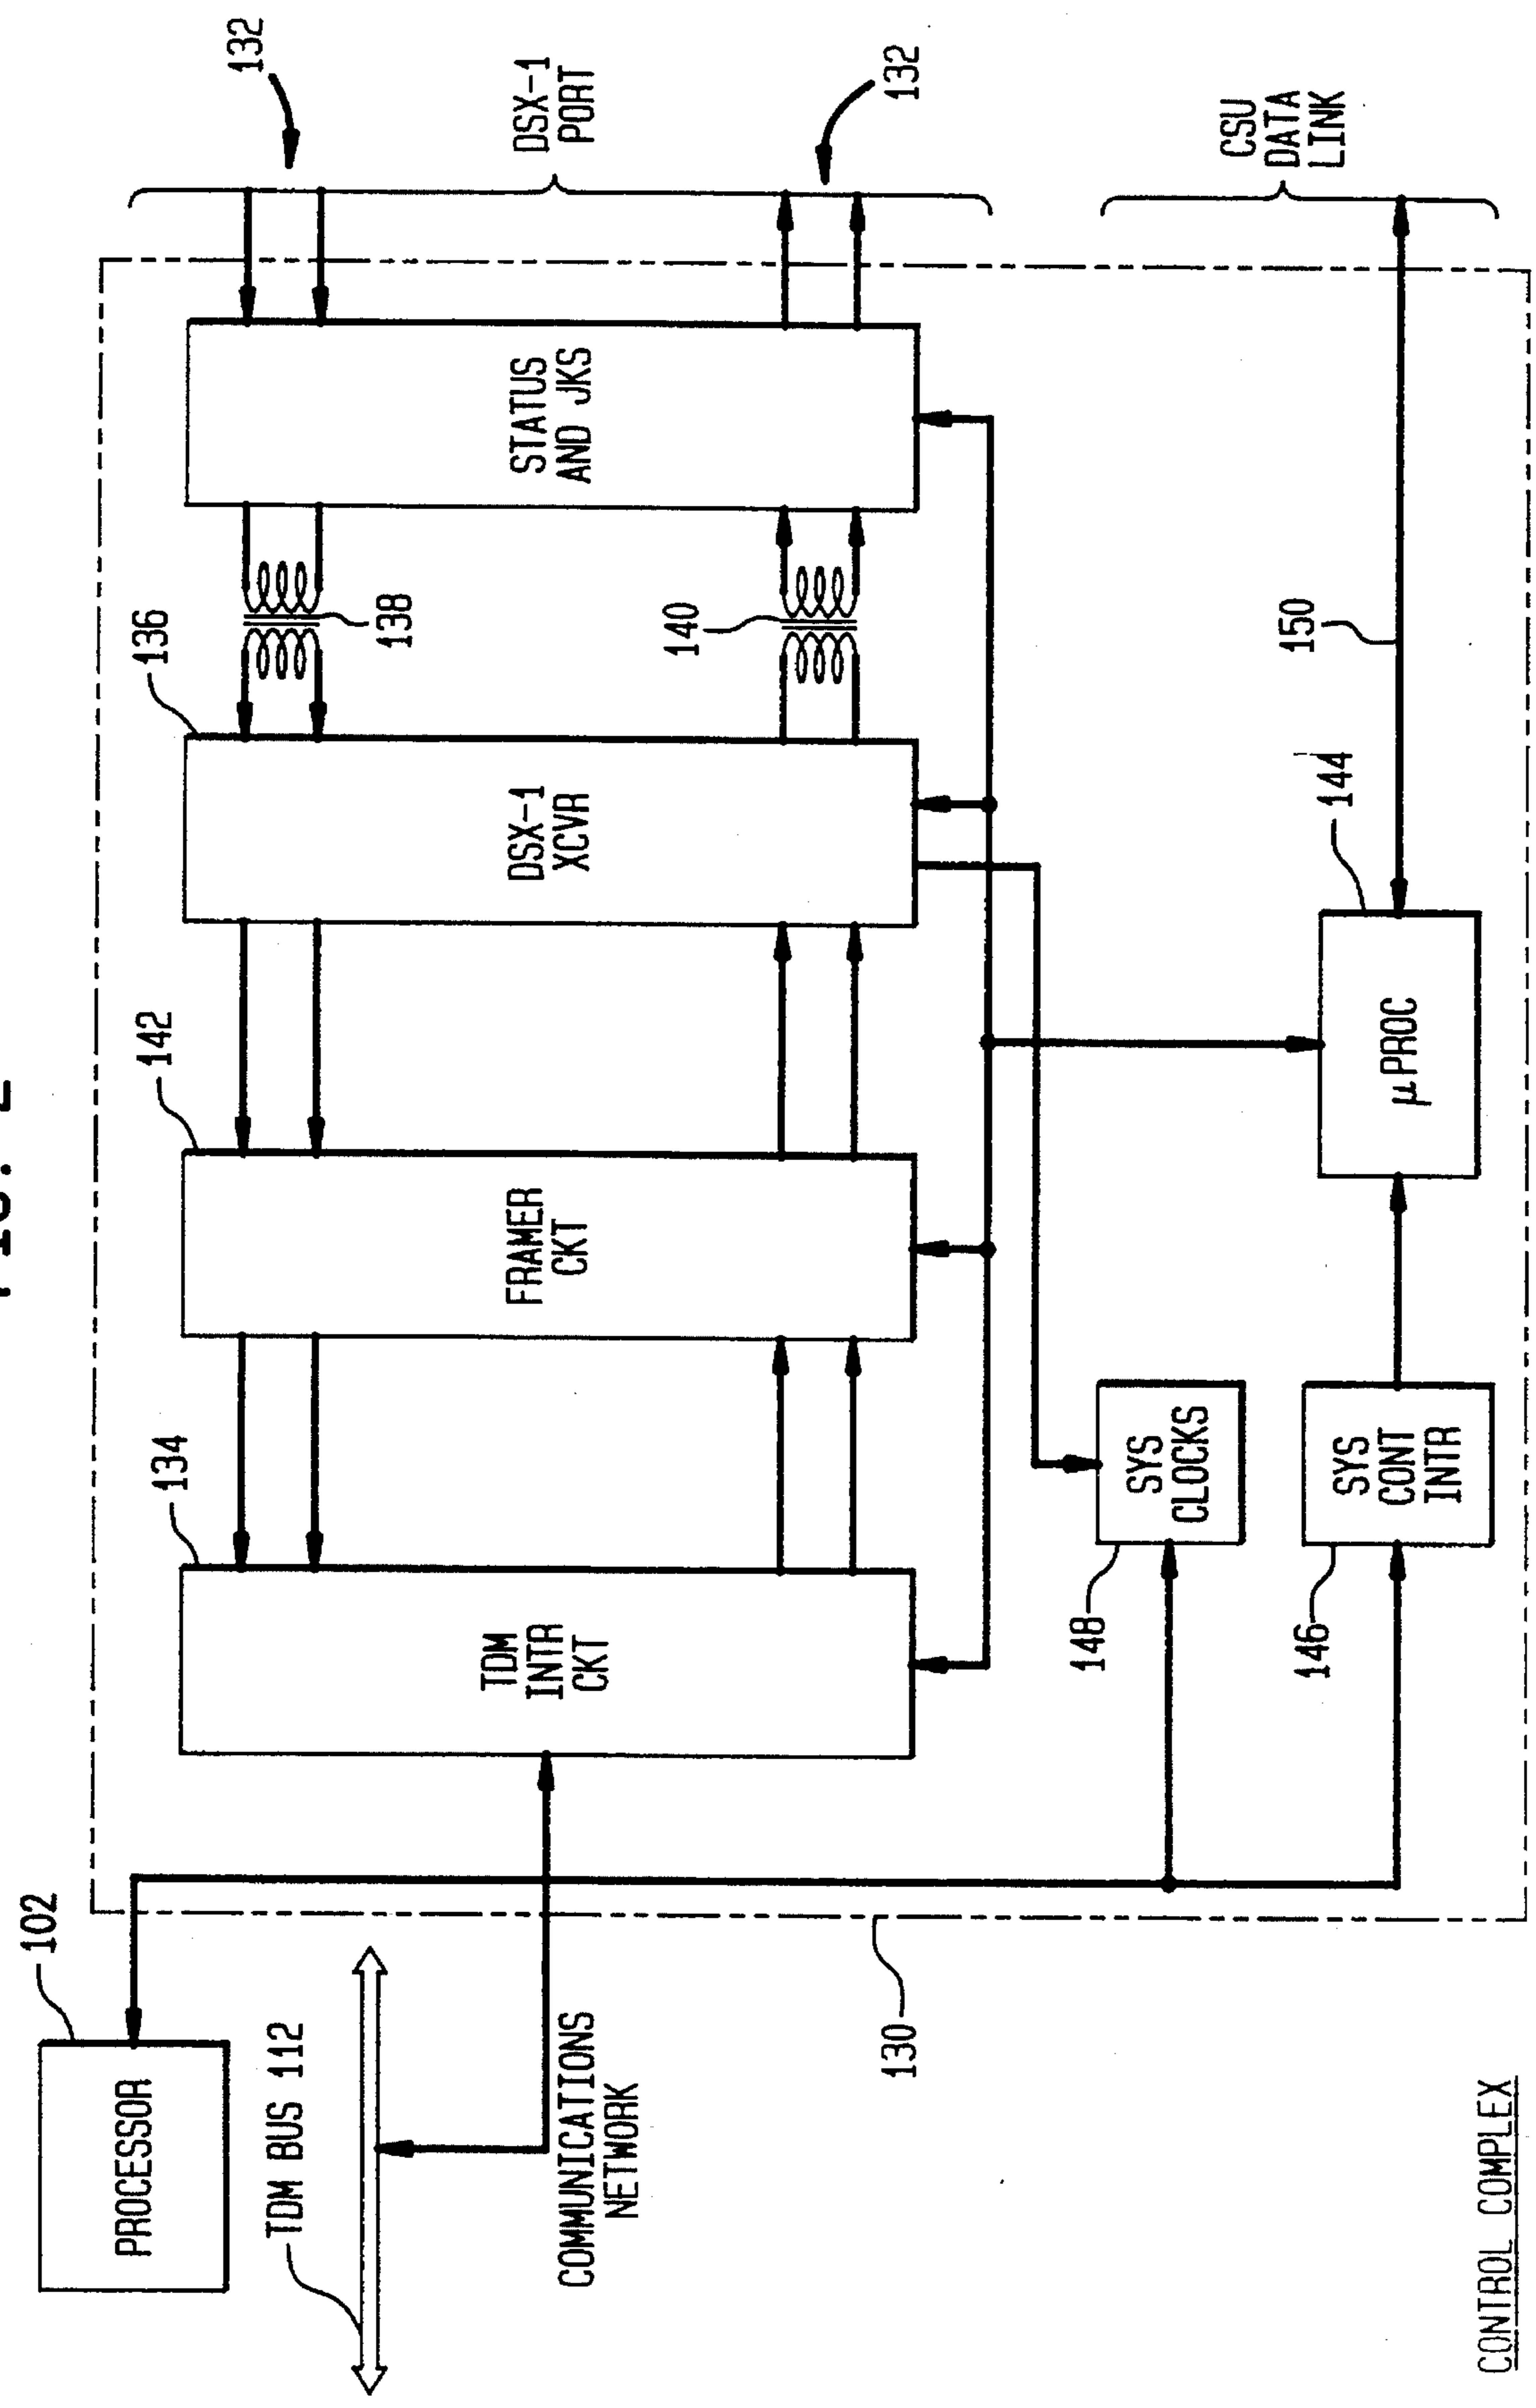 FIG. 2
102
PROCESSOR
TDM BUS 112
COMMUNICATIONS
NETWORK
130
134
TDM
INTR
CKT
142
FRAMER
CKT
136
DSX-1
XCVR
138
140
STATUS
AND JKS
132
DSX-1
PORT
132
148
SYS
CLOCKS
146
SYS
CONT
INTR
144
μPROC
150
CSU
DATA
LINK
CONTROL COMPLEX